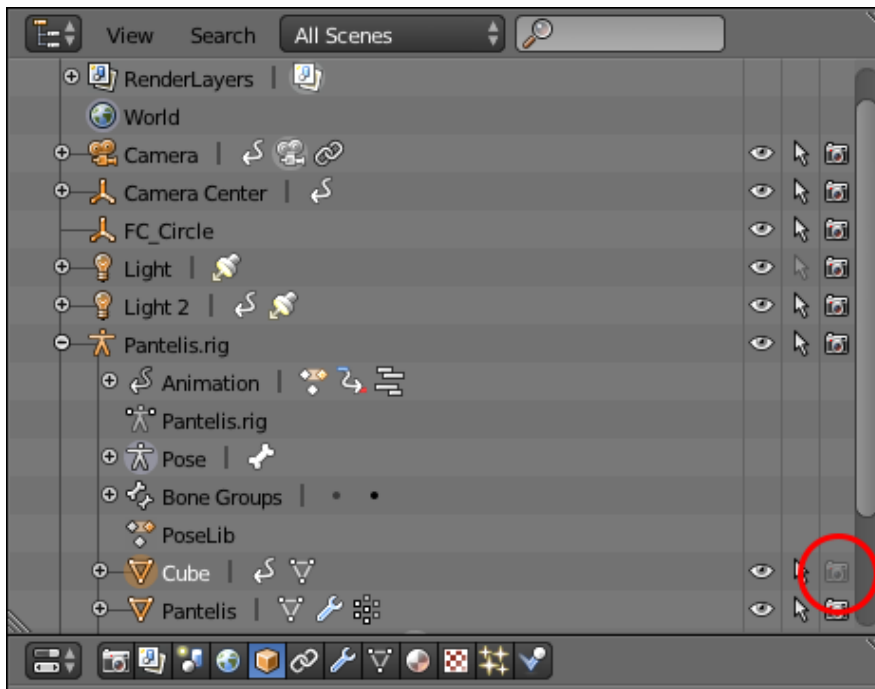 View Search All Scenes
RenderLayers
World
Camera
Camera Center
FC_Circle
Light
Light 2
Pantelis.rig
Animation
Pantelis.rig
Pose
Bone Groups
PoseLib
Cube
Pantelis